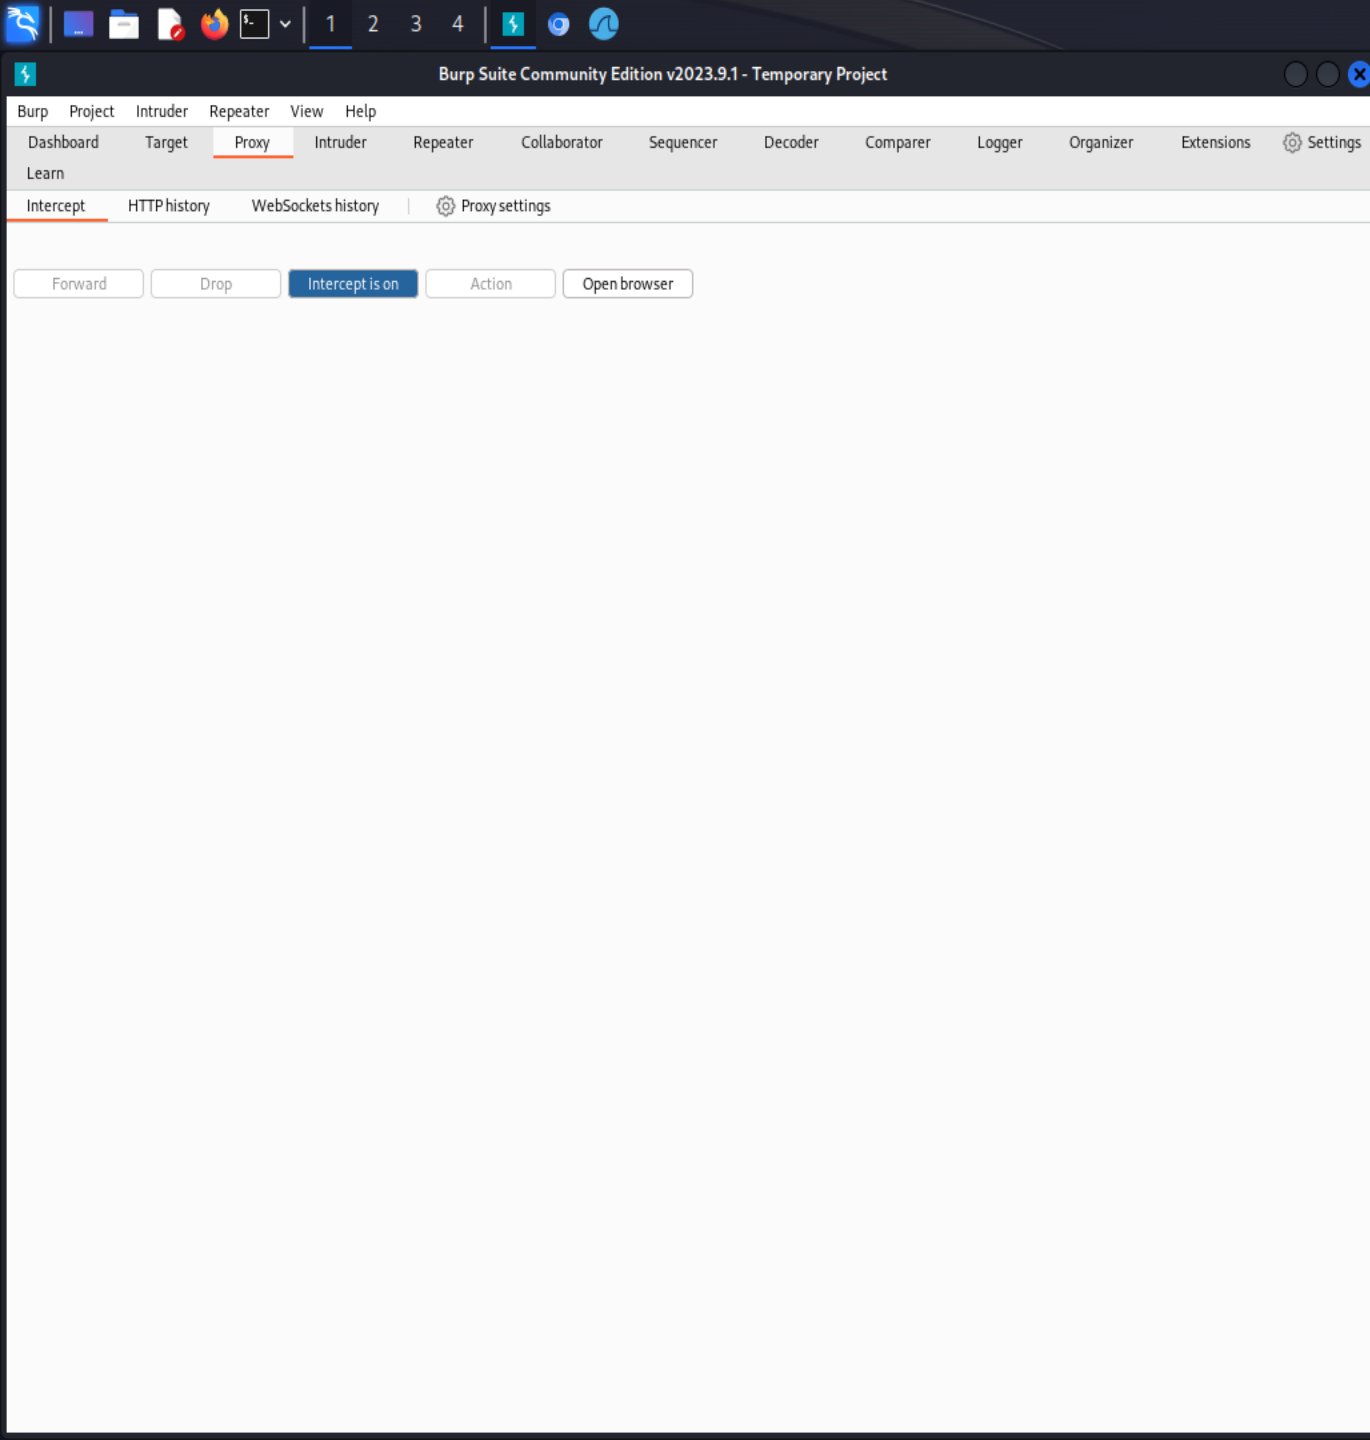 $- 1 2 3 4
Burp Suite Community Edition v2023.9.1 - Temporary Project
Burp Project Intruder Repeater View Help
Dashboard Target Proxy Intruder Repeater Collaborator Sequencer Decoder Comparer Logger Organizer Extensions Settings
Learn
Intercept HTTP history WebSockets history Proxy settings
Forward Drop Intercept is on Action Open browser